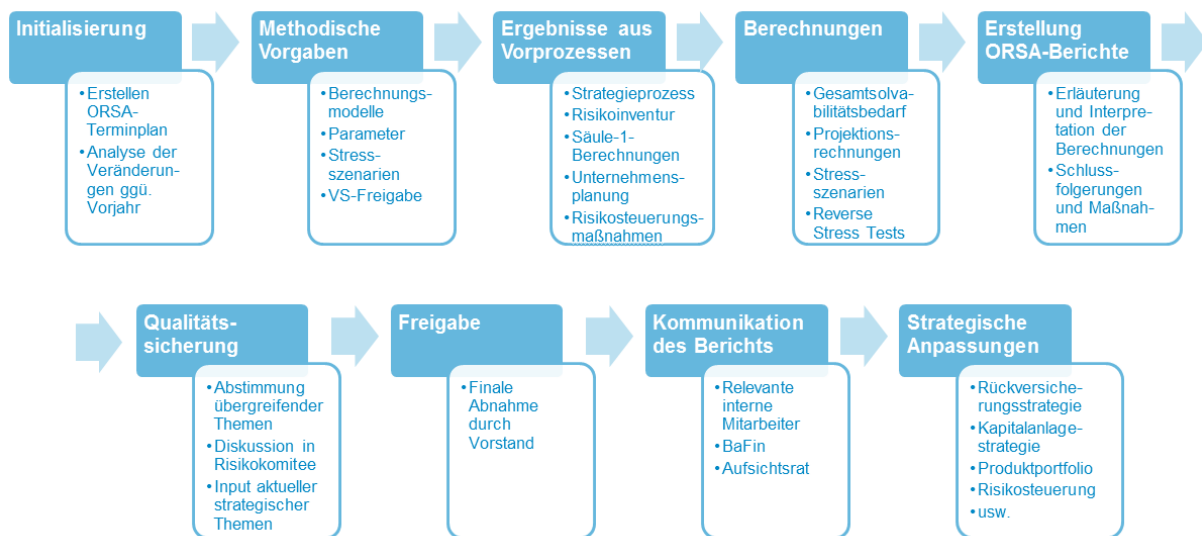 Initialisierung
• Erstellen
ORSA-
Terminplan
• Analyse der
Veränderun-
gen ggü.
Vorjahr
Methodische
Vorgaben
• Berechnungs-
modelle
• Parameter
• Stress-
szenarien
• VS-Freigabe
Ergebnisse aus
Vorprozessen
• Strategieprozess
• Risikoinventur
• Säule-1-
Berechnungen
• Unternehmens-
planung
• Risikosteuerungs-
maßnahmen
Berechnungen
• Gesamtsolva-
bilitätsbedarf
• Projektions-
rechnungen
• Stress-
szenarien
• Reverse
Stress Tests
Erstellung
ORSA-Berichte
• Erläuterung
und Interpre-
tation der
Berechnungen
• Schluss-
folgerungen
und Maßnah-
men
Qualitäts-
sicherung
• Abstimmung
übergreifender
Themen
• Diskussion in
Risikokomitee
• Input aktueller
strategischer
Themen
Freigabe
• Finale
Abnahme
durch
Vorstand
Kommunikation
des Berichts
• Relevante
interne
Mitarbeiter
• BaFin
• Aufsichtsrat
Strategische
Anpassungen
• Rückversiche-
rungsstrategie
• Kapitalanlage-
strategie
• Produktportfolio
• Risikosteuerung
• usw.